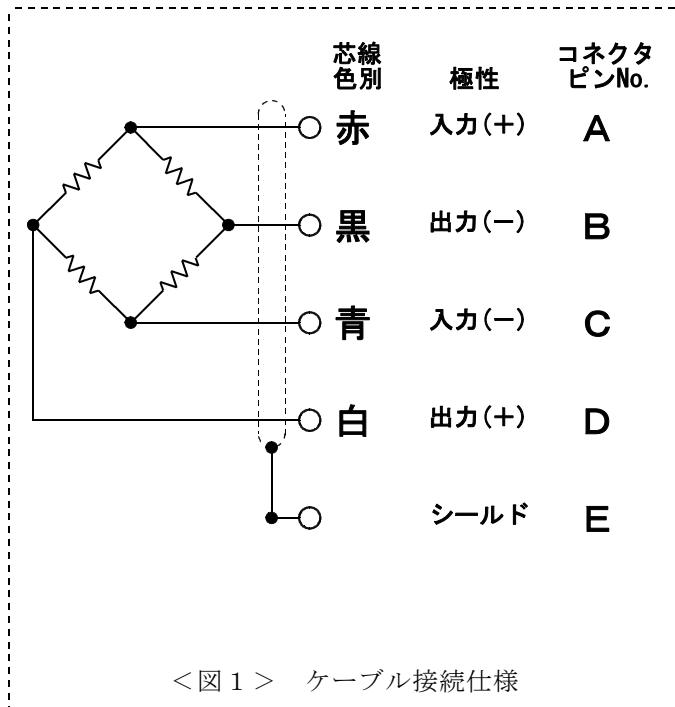 芯線
色別
極性
コネクタ
ピンNo.
赤 入力(+) A
黒 出力(−) B
青 入力(−) C
白 出力(+) D
シールド E
<図1> ケーブル接続仕様